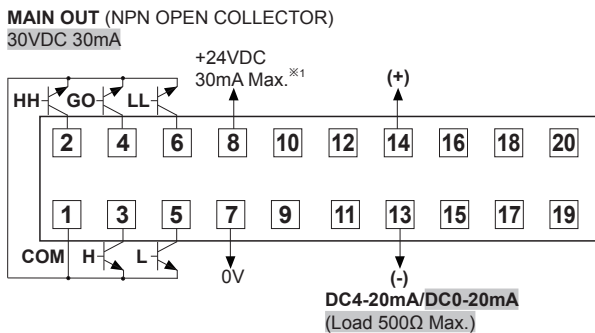 MAIN OUT (NPN OPEN COLLECTOR)
30VDC 30mA
+24VDC
30mA Max.※1
(+)
HH GO LL
2 4 6 8 10 12 14 16 18 20
1 3 5 7 9 11 13 15 17 19
COM H L
0V
(-)
DC4-20mA/DC0-20mA
(Load 500Ω Max.)